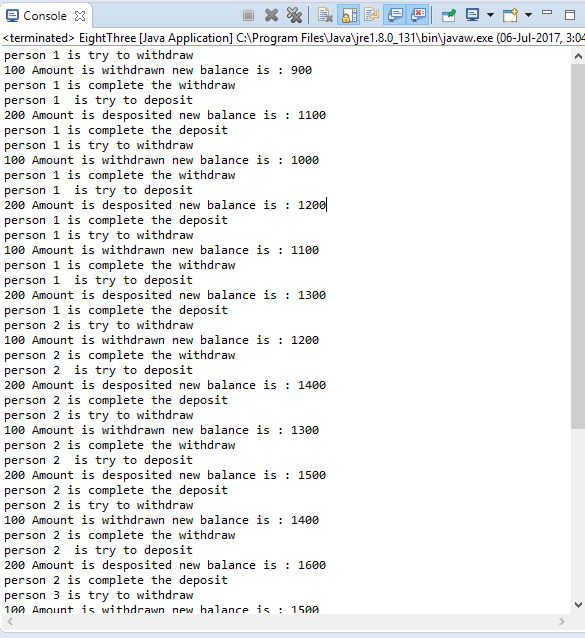 Console
<terminated> EightThree [Java Application] C:\Program Files\Java\jre1.8.0_131\bin\javaw.exe (06-Jul-2017, 3:04
person 1 is try to withdraw
100 Amount is withdrawn new balance is : 900
person 1 is complete the withdraw
person 1  is try to deposit
200 Amount is desposited new balance is : 1100
person 1 is complete the deposit
person 1 is try to withdraw
100 Amount is withdrawn new balance is : 1000
person 1 is complete the withdraw
person 1  is try to deposit
200 Amount is desposited new balance is : 1200
person 1 is complete the deposit
person 1 is try to withdraw
100 Amount is withdrawn new balance is : 1100
person 1 is complete the withdraw
person 1  is try to deposit
200 Amount is desposited new balance is : 1300
person 1 is complete the deposit
person 2 is try to withdraw
100 Amount is withdrawn new balance is : 1200
person 2 is complete the withdraw
person 2  is try to deposit
200 Amount is desposited new balance is : 1400
person 2 is complete the deposit
person 2 is try to withdraw
100 Amount is withdrawn new balance is : 1300
person 2 is complete the withdraw
person 2  is try to deposit
200 Amount is desposited new balance is : 1500
person 2 is complete the deposit
person 2 is try to withdraw
100 Amount is withdrawn new balance is : 1400
person 2 is complete the withdraw
person 2  is try to deposit
200 Amount is desposited new balance is : 1600
person 2 is complete the deposit
person 3 is try to withdraw
100 Amount is withdrawn new balance is : 1500